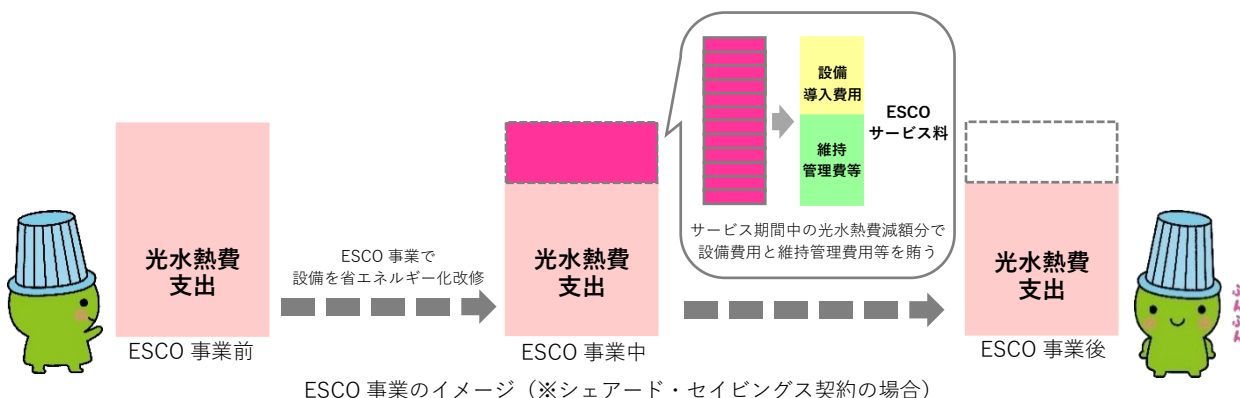 設備
導入費用
維持
管理費等
ESCO
サービス料
サービス期間中の光水熱費減額分で
設備費用と維持管理費用等を賄う
光水熱費
支出
ESCO 事業前
ESCO 事業で
設備を省エネルギー化改修
光水熱費
支出
ESCO 事業中
光水熱費
支出
ESCO 事業後
ESCO 事業のイメージ（※シェアード・セイビングス契約の場合）